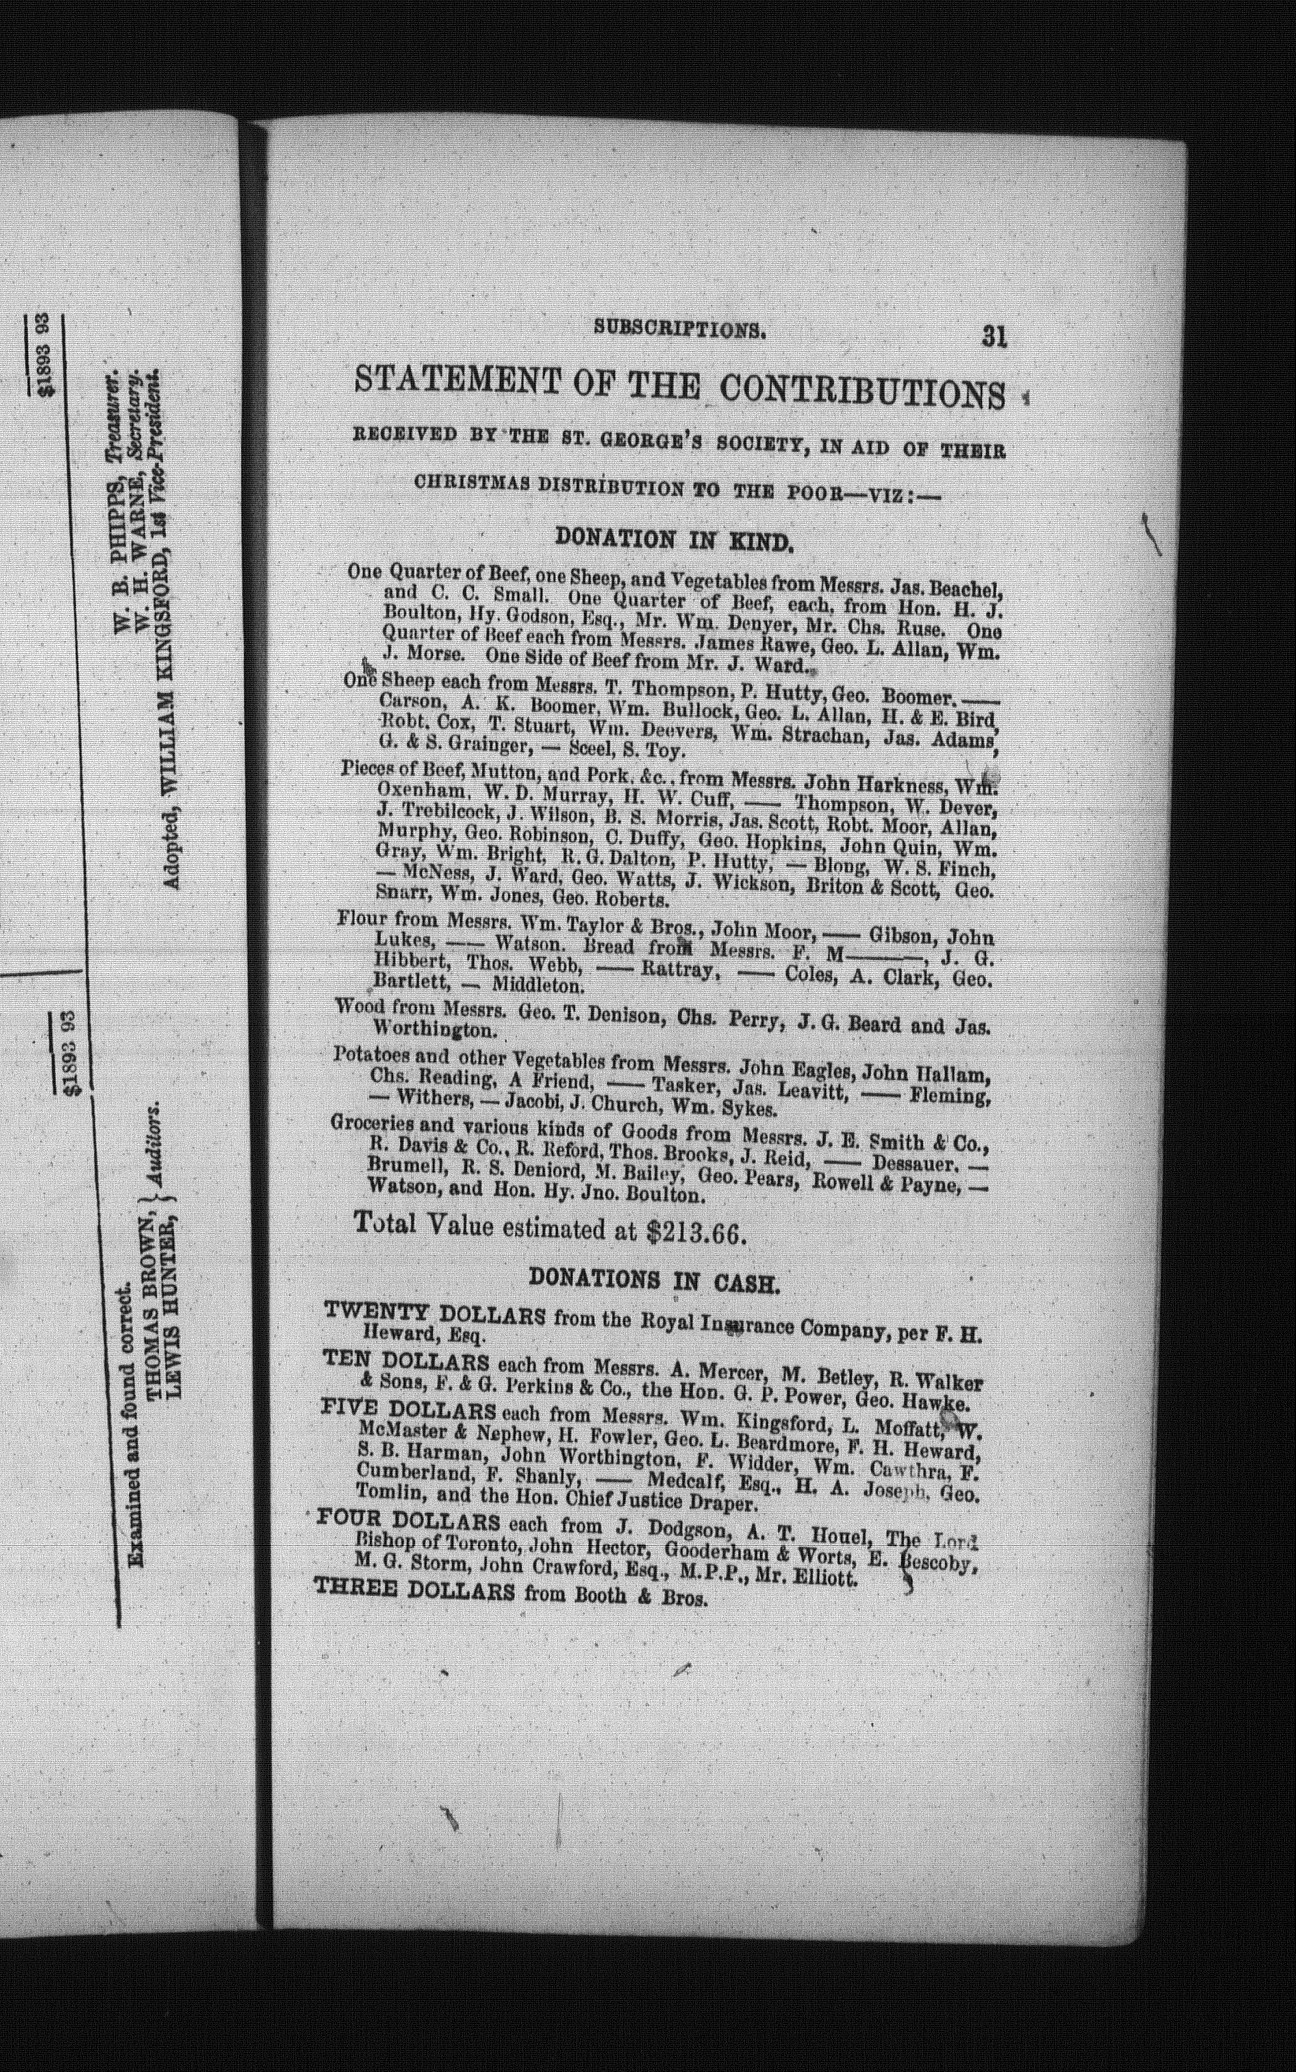 $1893 93
W. B. PHIPPS, Treasurer.
W. H. WARNE, Secretary.
Adopted, WILLIAM KINGSFORD, 1st Vice-President.
$1893 93
Examined and found correct.
THOMAS BROWN, } Auditors.
LEWIS HUNTER, }
SUBSCRIPTIONS. 31
STATEMENT OF THE CONTRIBUTIONS
RECEIVED BY THE ST. GEORGE'S SOCIETY, IN AID OF THEIR
CHRISTMAS DISTRIBUTION TO THE POOR—VIZ:—
DONATION IN KIND.
One Quarter of Beef, one Sheep, and Vegetables from Messrs. Jas. Beachel,
and C. C. Small. One Quarter of Beef, each, from Hon. H. J.
Boulton, Hy. Godson, Esq., Mr. Wm. Denyer, Mr. Chs. Ruse. One
Quarter of Beef each from Messrs. James Rawe, Geo. L. Allan, Wm.
J. Morse. One Side of Beef from Mr. J. Ward.
One Sheep each from Messrs. T. Thompson, P. Hutty, Geo. Boomer. ——
Carson, A. K. Boomer, Wm. Bullock, Geo. L. Allan, H. & E. Bird,
Robt. Cox, T. Stuart, Wm. Deevers, Wm. Strachan, Jas. Adams,
G. & S. Grainger, — Sceel, S. Toy.
Pieces of Beef, Mutton, and Pork, &c., from Messrs. John Harkness, Wm.
Oxenham, W. D. Murray, H. W. Cuff, —— Thompson, W. Dever,
J. Trebilcock, J. Wilson, B. S. Morris, Jas. Scott, Robt. Moor, Allan,
Murphy, Geo. Robinson, C. Duffy, Geo. Hopkins, John Quin, Wm.
Gray, Wm. Bright, R. G. Dalton, P. Hutty, — Blong, W. S. Finch,
— McNess, J. Ward, Geo. Watts, J. Wickson, Briton & Scott, Geo.
Snarr, Wm. Jones, Geo. Roberts.
Flour from Messrs. Wm. Taylor & Bros., John Moor, —— Gibson, John
Lukes, —— Watson. Bread from Messrs. F. M———, J. G.
Hibbert, Thos. Webb, —— Rattray, —— Coles, A. Clark, Geo.
Bartlett, — Middleton.
Wood from Messrs. Geo. T. Denison, Chs. Perry, J. G. Beard and Jas.
Worthington.
Potatoes and other Vegetables from Messrs. John Eagles, John Hallam,
Chs. Reading, A Friend, —— Tasker, Jas. Leavitt, —— Fleming,
— Withers, — Jacobi, J. Church, Wm. Sykes.
Groceries and various kinds of Goods from Messrs. J. E. Smith & Co.,
R. Davis & Co., R. Reford, Thos. Brooks, J. Reid, —— Dessauer. —
Brumell, R. S. Deniord, M. Bailey, Geo. Pears, Rowell & Payne, —
Watson, and Hon. Hy. Jno. Boulton.
Total Value estimated at $213.66.
DONATIONS IN CASH.
TWENTY DOLLARS from the Royal Insurance Company, per F. H.
Heward, Esq.
TEN DOLLARS each from Messrs. A. Mercer, M. Betley, R. Walker
& Sons, F. & G. Perkins & Co., the Hon. G. P. Power, Geo. Hawke.
FIVE DOLLARS each from Messrs. Wm. Kingsford, L. Moffatt, W.
McMaster & Nephew, H. Fowler, Geo. L. Beardmore, F. H. Heward,
S. B. Harman, John Worthington, F. Widder, Wm. Cawthra, F.
Cumberland, F. Shanly, —— Medcalf, Esq., H. A. Joseph, Geo.
Tomlin, and the Hon. Chief Justice Draper.
FOUR DOLLARS each from J. Dodgson, A. T. Houel, The Lord
Bishop of Toronto, John Hector, Gooderham & Worts, E. Bescoby,
M. G. Storm, John Crawford, Esq., M.P.P., Mr. Elliott.
THREE DOLLARS from Booth & Bros.